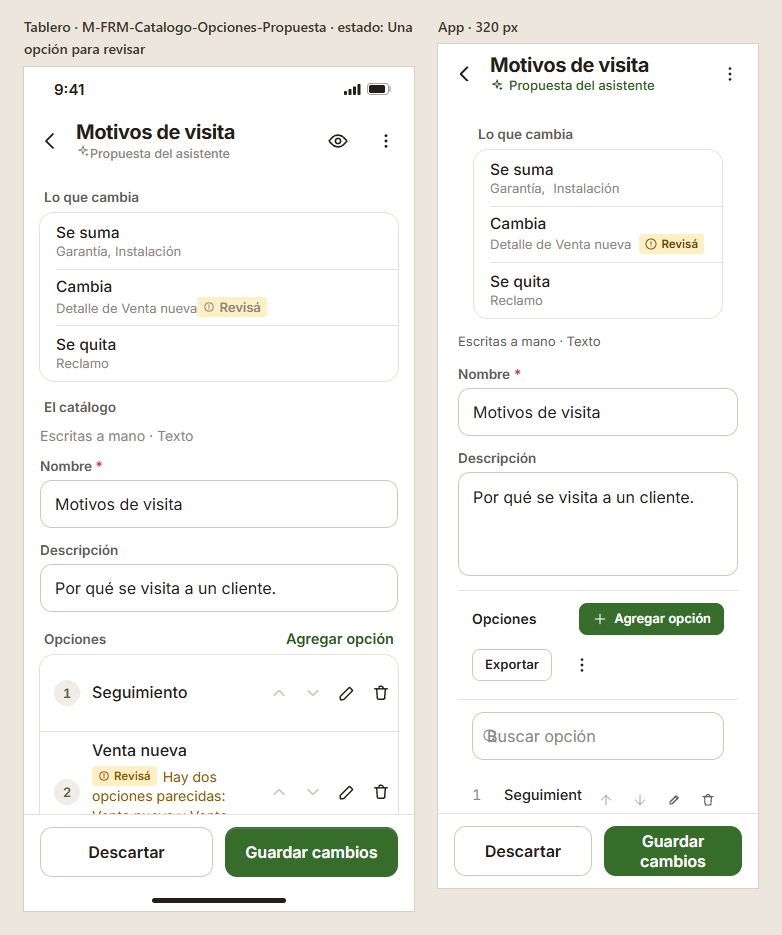 Tablero · M-FRM-Catalogo-Opciones-Propuesta · estado: Una
opción para revisar
9:41
Motivos de visita
Propuesta del asistente
Lo que cambia
Se suma
Garantía, Instalación
Cambia
Detalle de Venta nueva Revisá
Se quita
Reclamo
El catálogo
Escritas a mano · Texto
Nombre *
Motivos de visita
Descripción
Por qué se visita a un cliente.
Opciones Agregar opción
1 Seguimiento
Venta nueva
2 Revisá Hay dos
opciones parecidas:
Descartar Guardar cambios
App · 320 px
Motivos de visita
Propuesta del asistente
Lo que cambia
Se suma
Garantía, Instalación
Cambia
Detalle de Venta nueva Revisá
Se quita
Reclamo
Escritas a mano · Texto
Nombre *
Motivos de visita
Descripción
Por qué se visita a un cliente.
Opciones + Agregar opción
Exportar
Buscar opción
1 Seguimient
Descartar Guardar
cambios